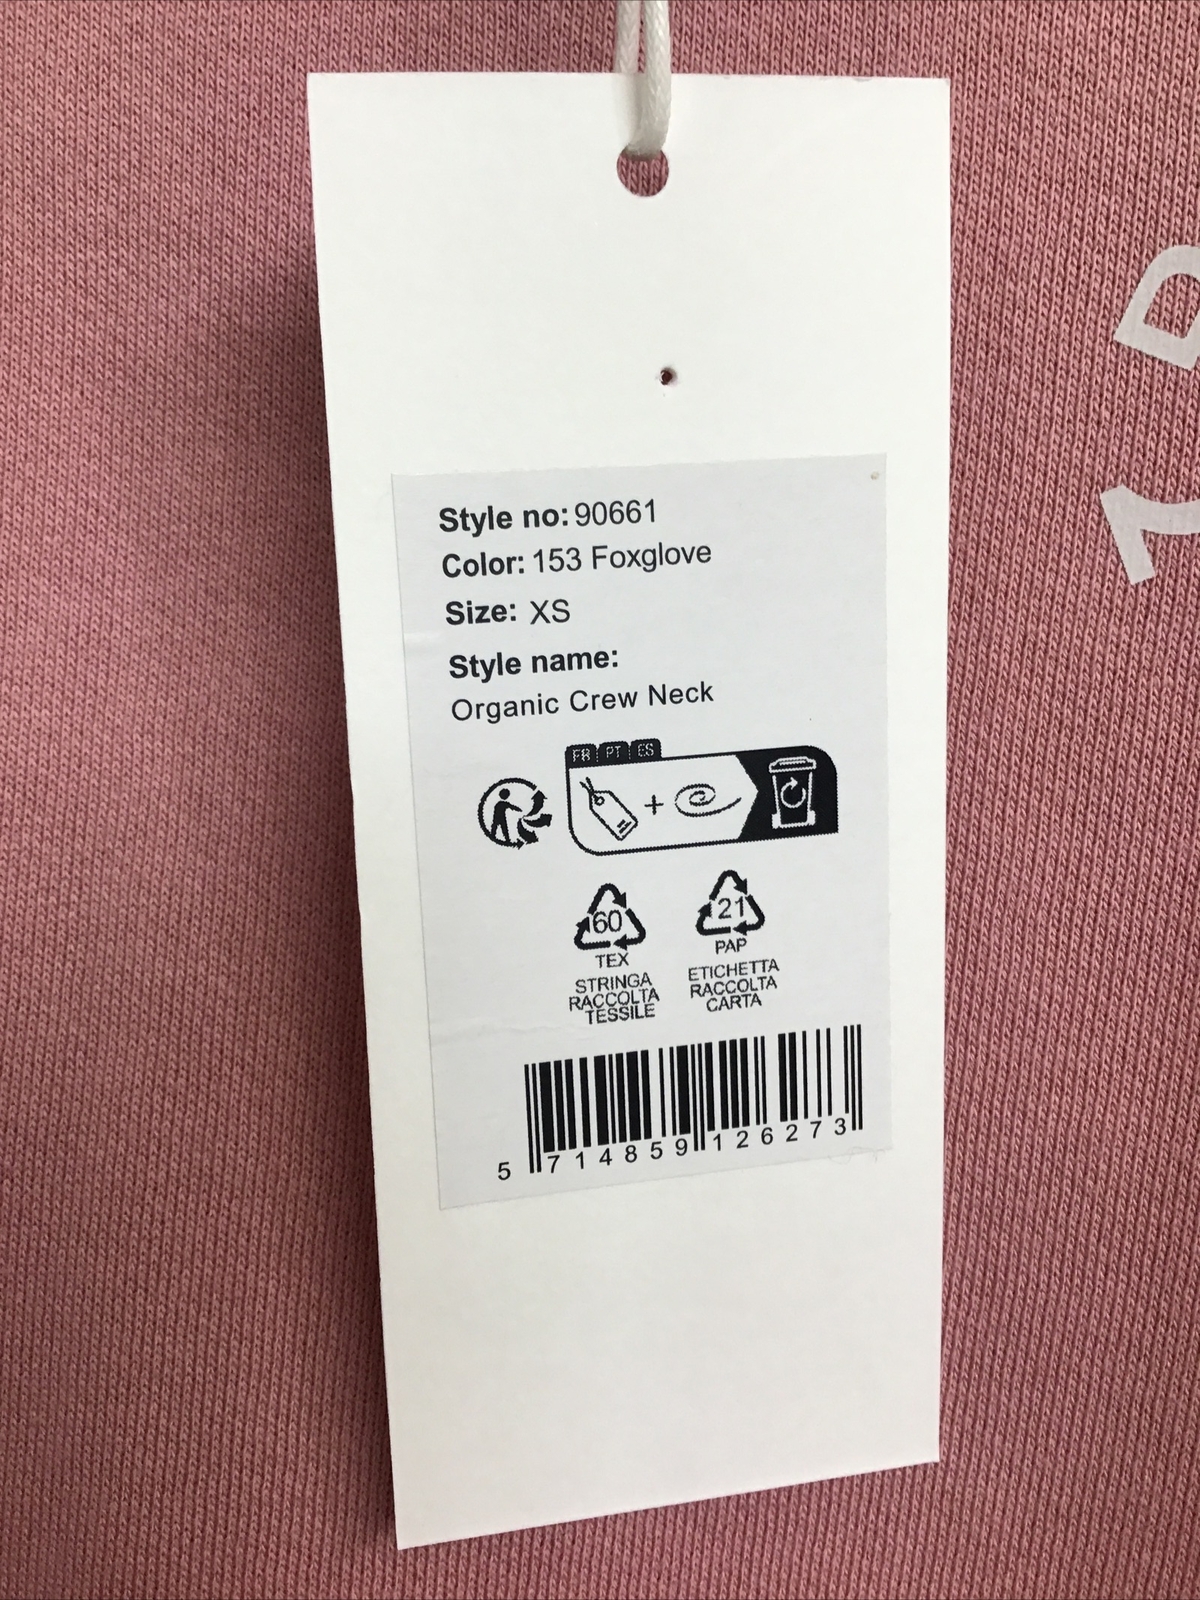 Style no: 90661
Color: 153 Foxglove
Size: XS
Style name:
Organic Crew Neck
FR PT ES
60
TEX
STRINGA
RACCOLTA
TESSILE
21
PAP
ETICHETTA
RACCOLTA
CARTA
5 714859 126273